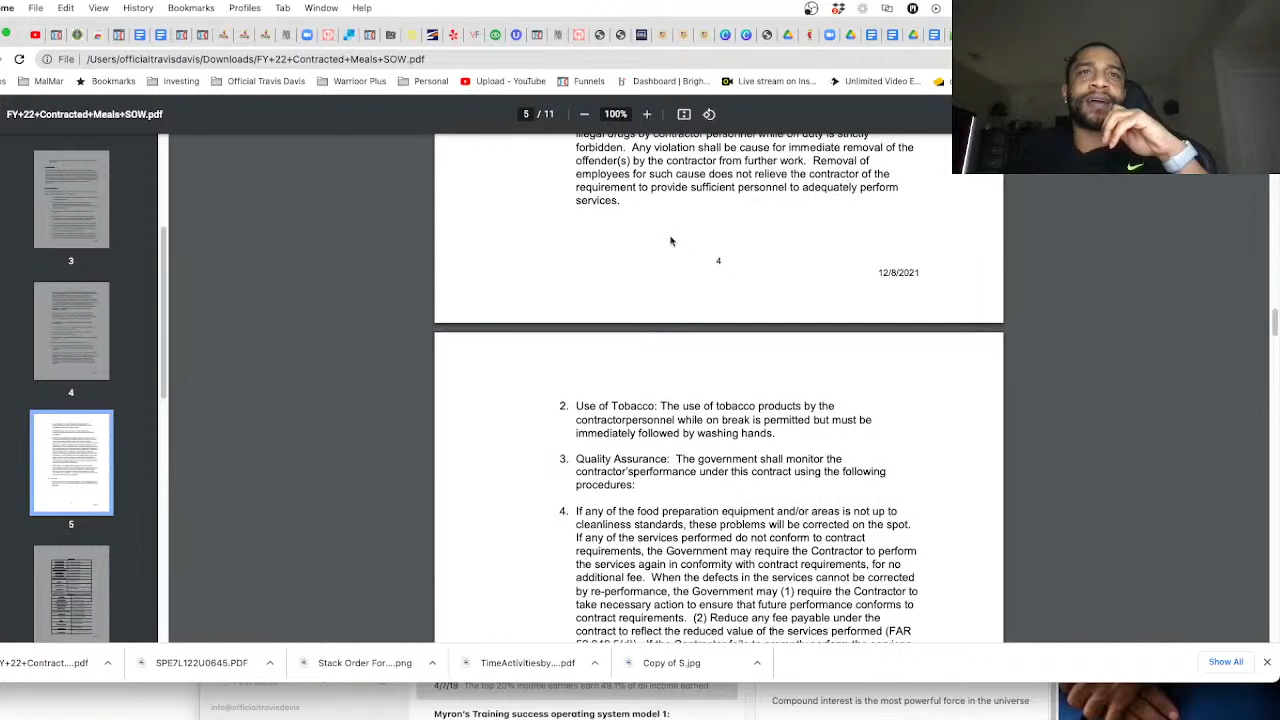 ome File Edit View History Bookmarks Profiles Tab Window Help
File /Users/officialtravisdavis/Downloads/FY+22+Contracted+Meals+SOW.pdf
MalMar Bookmarks Investing Official Travis Davis Warrioor Plus Personal Upload - YouTube Funnels Dashboard | Brigh... Live stream on Ins... Unlimited Video E...
FY+22+Contracted+Meals+SOW.pdf
5 / 11 100%
illegal drugs by contractor personnel while on duty is strictly
forbidden. Any violation shall be cause for immediate removal of the
offender(s) by the contractor from further work. Removal of
employees for such cause does not relieve the contractor of the
requirement to provide sufficient personnel to adequately perform
services.
4
12/8/2021
3
4
5
2. Use of Tobacco: The use of tobacco products by the
contractorpersonnel while on break is permitted but must be
immediately followed by washing hands.
3. Quality Assurance: The government shall monitor the
contractor'sperformance under this contract using the following
procedures:
4. If any of the food preparation equipment and/or areas is not up to
cleanliness standards, these problems will be corrected on the spot.
If any of the services performed do not conform to contract
requirements, the Government may require the Contractor to perform
the services again in conformity with contract requirements, for no
additional fee. When the defects in the services cannot be corrected
by re-performance, the Government may (1) require the Contractor to
take necessary action to ensure that future performance conforms to
contract requirements. (2) Reduce any fee payable under the
contract to reflect the reduced value of the services performed (FAR
Y+22+Contract....pdf SPE7L122U0645.PDF Stack Order For....png TimeActivitiesby....pdf Copy of S.jpg Show All
4/7/19 The top 20% income earners earn 49.1% of all income earned
info@officialtravisdavis
Compound interest is the most powerful force in the universe
Myron's Training success operating system model 1: